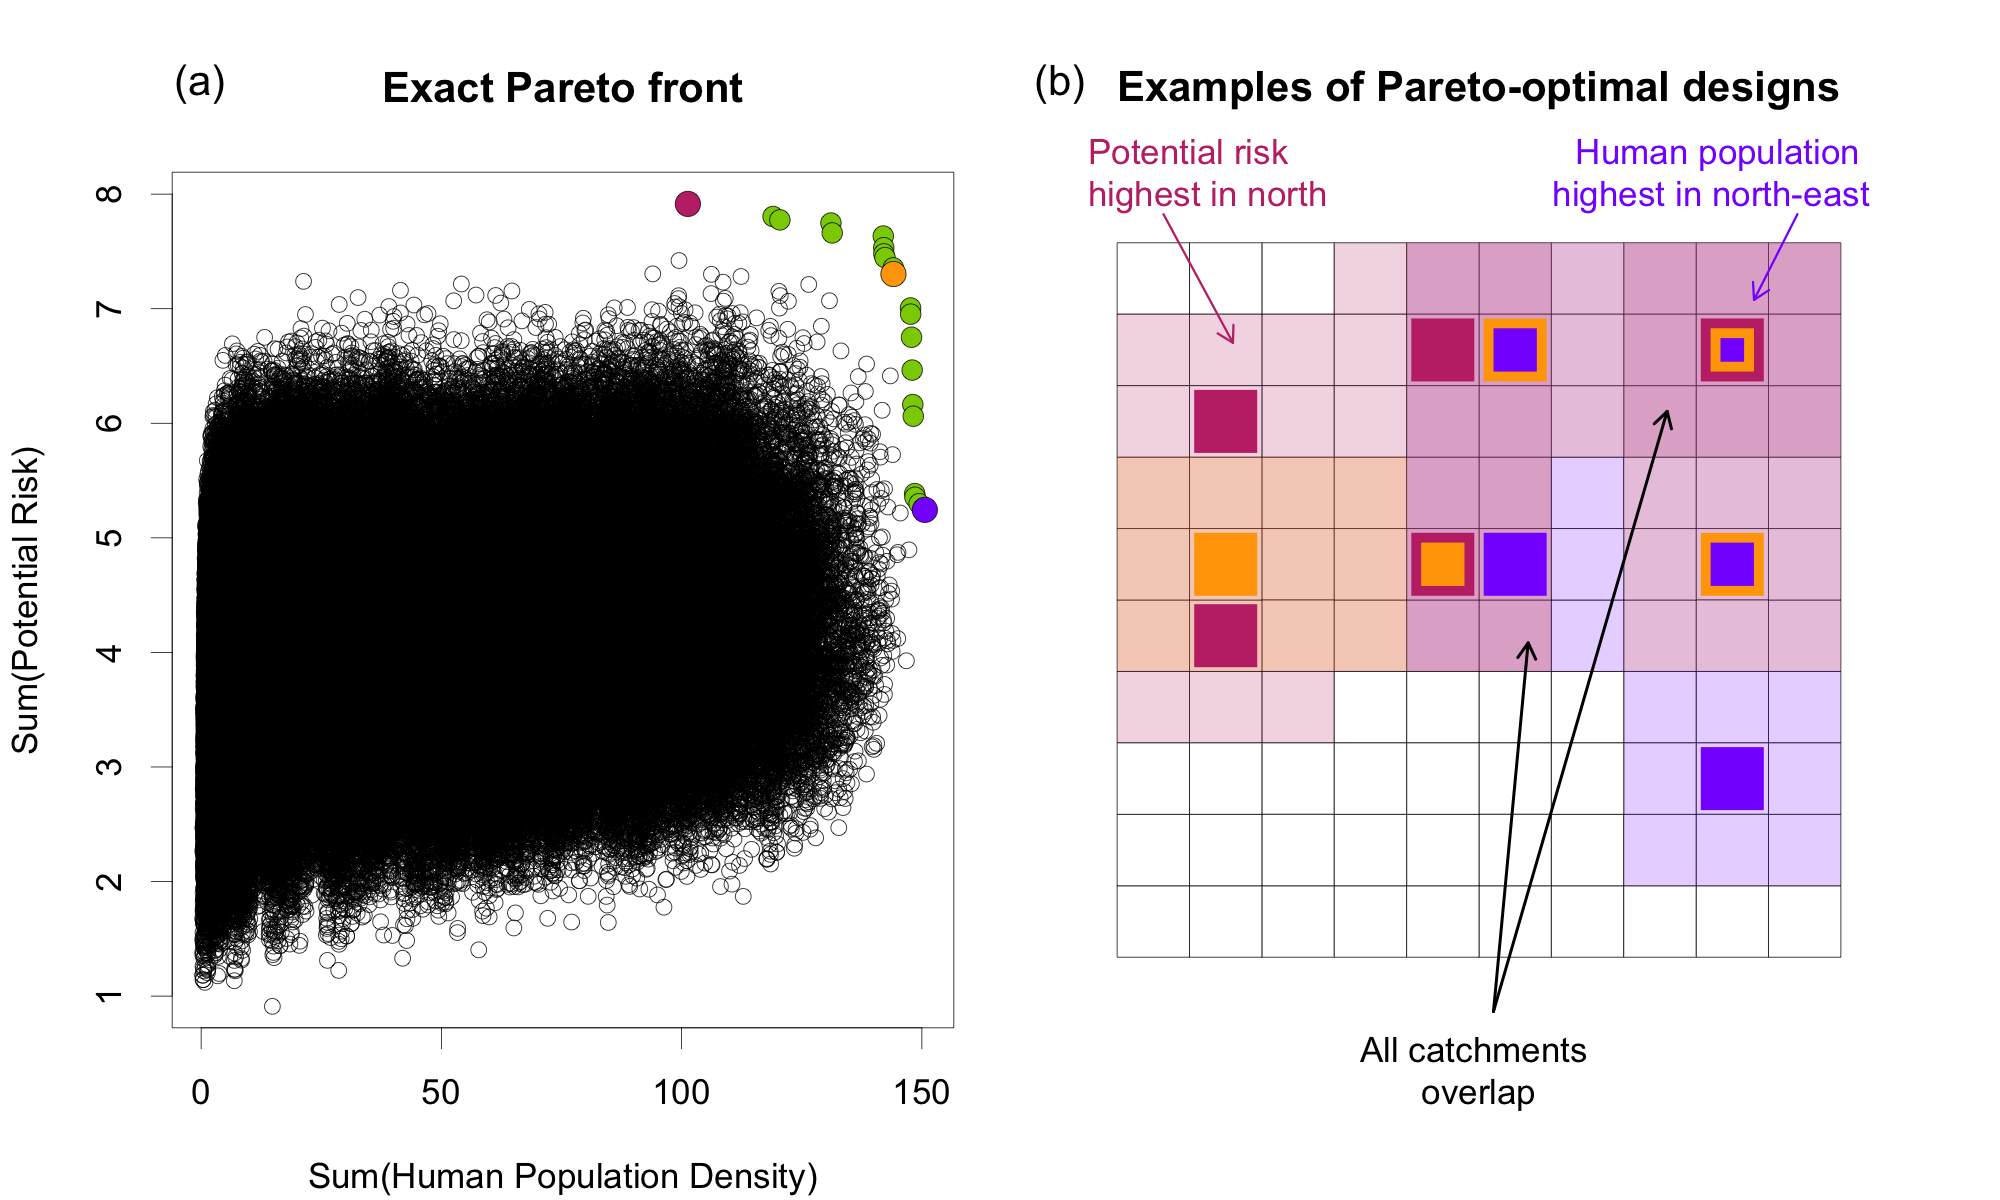 (a)
Exact Pareto front
8
7
6
5
4
3
2
1
Sum(Potential Risk)
0 50 100 150
Sum(Human Population Density)
(b)
Examples of Pareto-optimal designs
Potential risk
highest in north
Human population
highest in north-east
All catchments
overlap